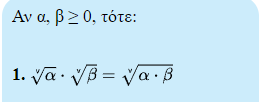 Αν α, β ≥ 0, τότε:
1. ᵛ√α · ᵛ√β = ᵛ√α · β